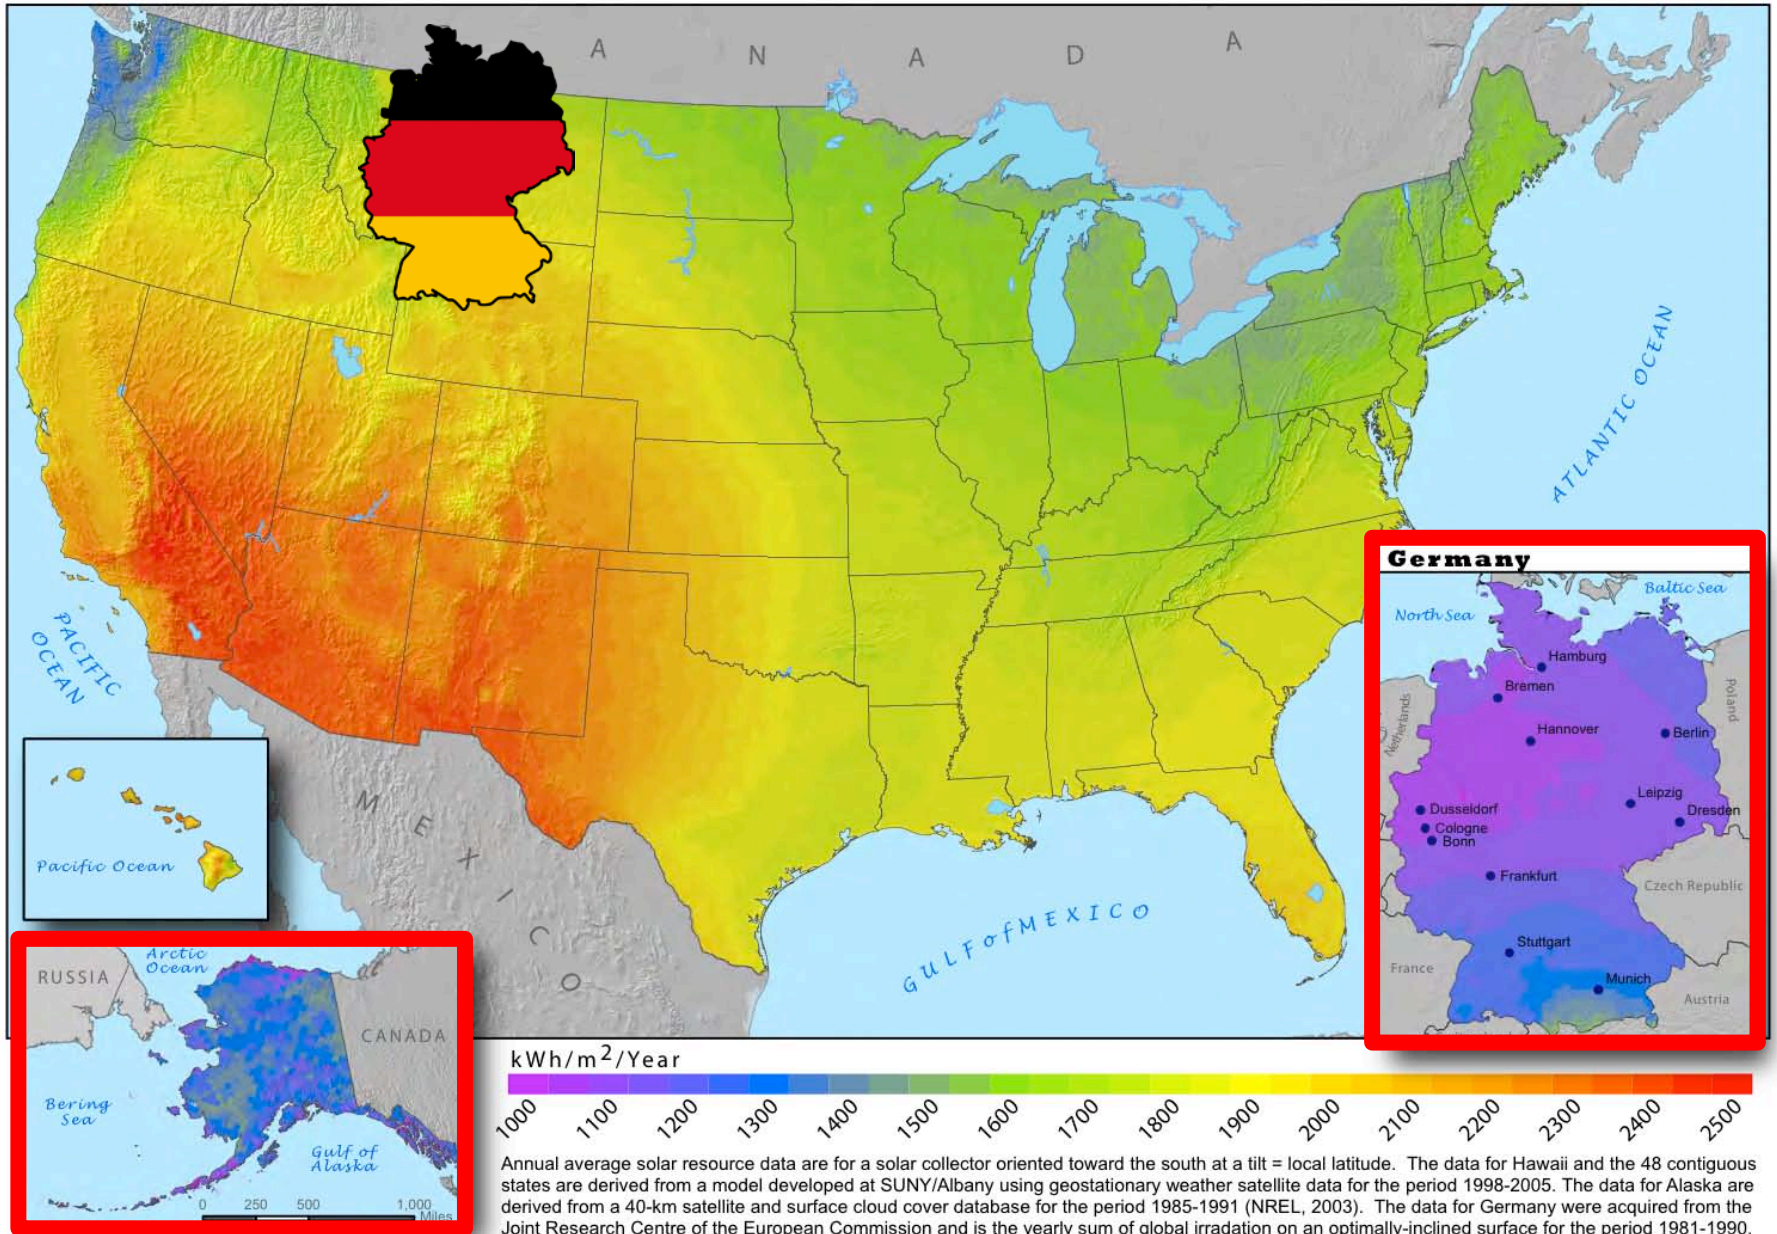 C A N A D A
ATLANTIC OCEAN
PACIFIC
OCEAN
MEXICO
GULF of MEXICO
Pacific Ocean
Germany
North Sea
Baltic Sea
Hamburg
Bremen
Netherlands
Poland
Hannover
Berlin
Leipzig
Dusseldorf
Dresden
Cologne
Bonn
Frankfurt
Czech Republic
Stuttgart
France
Munich
Austria
Arctic
Ocean
RUSSIA
CANADA
Bering
Sea
Gulf of
Alaska
0 250 500 1,000
Miles
kWh/m2/Year
1000 1100 1200 1300 1400 1500 1600 1700 1800 1900 2000 2100 2200 2300 2400 2500
Annual average solar resource data are for a solar collector oriented toward the south at a tilt = local latitude. The data for Hawaii and the 48 contiguous
states are derived from a model developed at SUNY/Albany using geostationary weather satellite data for the period 1998-2005. The data for Alaska are
derived from a 40-km satellite and surface cloud cover database for the period 1985-1991 (NREL, 2003). The data for Germany were acquired from the
Joint Research Centre of the European Commission and is the yearly sum of global irradation on an optimally-inclined surface for the period 1981-1990.